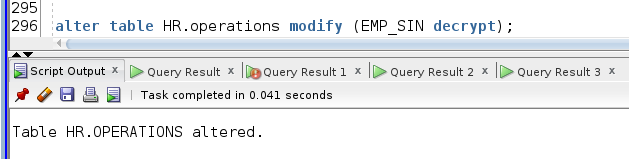 295
296 alter table HR.operations modify (EMP_SIN decrypt);
Script Output x Query Result x Query Result 1 x Query Result 2 x Query Result 3 x
Task completed in 0.041 seconds
Table HR.OPERATIONS altered.